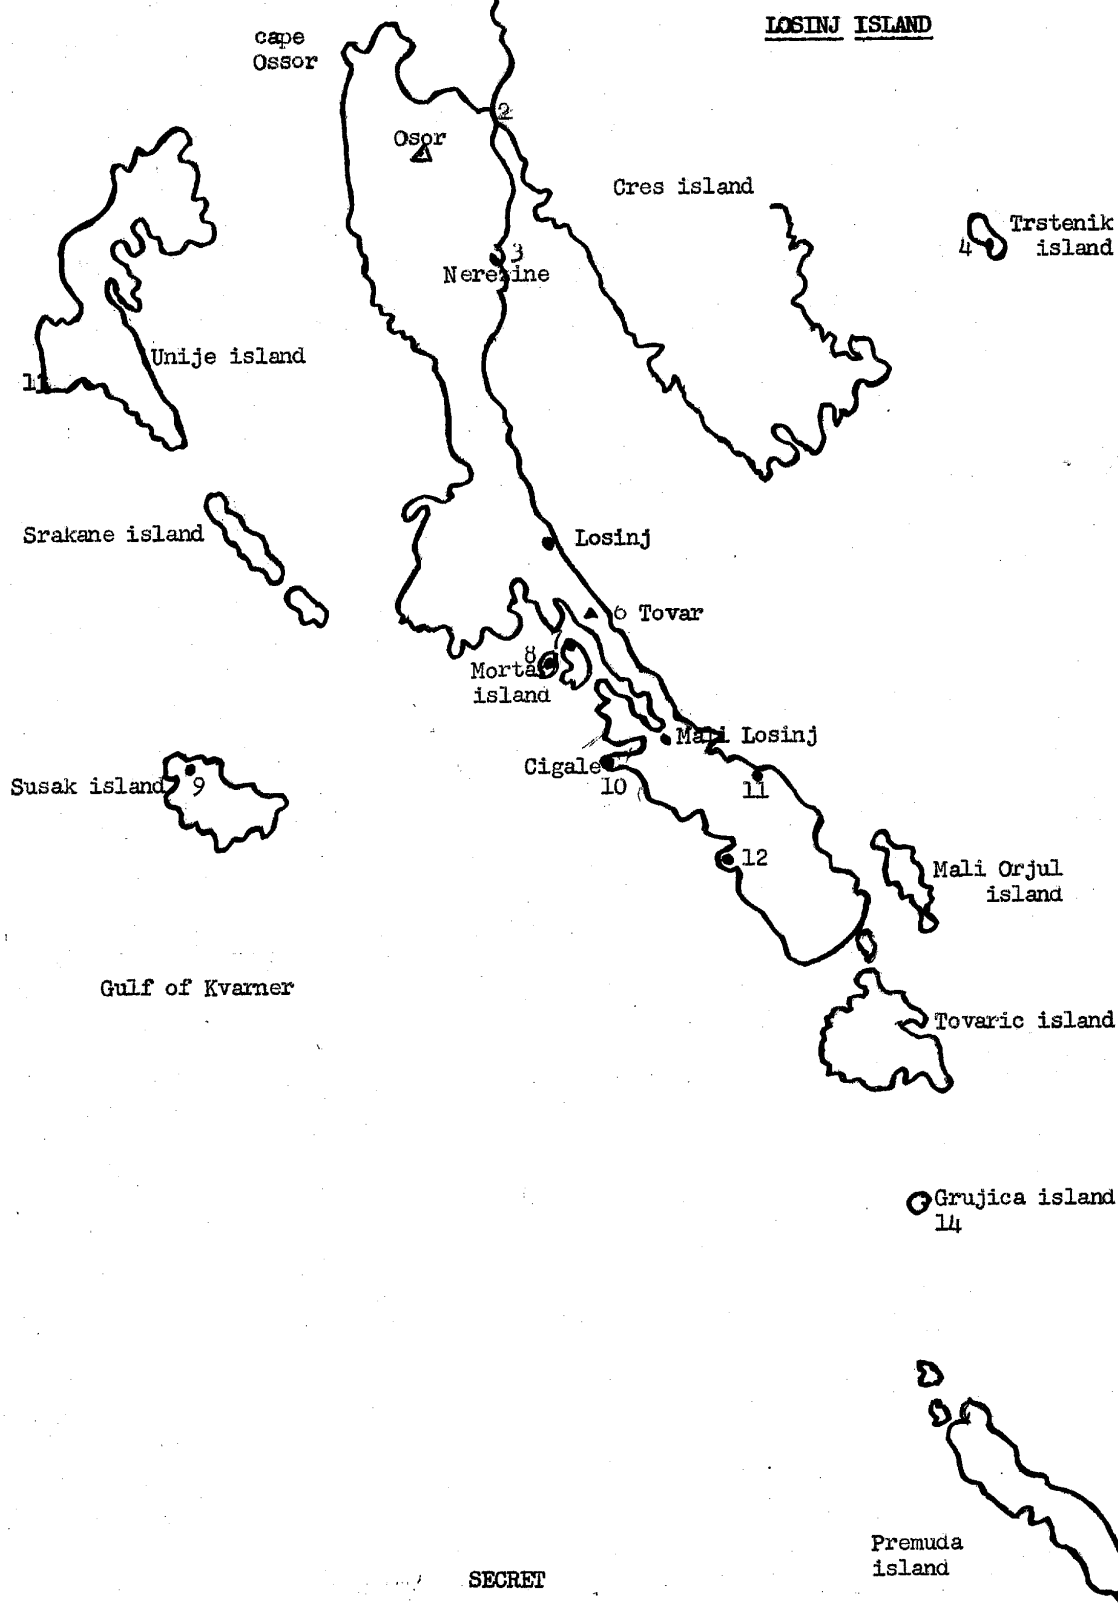 LOSINJ ISLAND
cape
Ossor
2
Osor
Cres island
Trstenik
4 island
3
Nerezine
Unije island
Srakane island
Losinj
6 Tovar
7
8
Morta
island
Mali Losinj
Cigale
10
11
Susak island 9
12
Mali Orjul
island
Gulf of Kvarner
Tovaric island
Grujica island
14
Premuda
island
SECRET